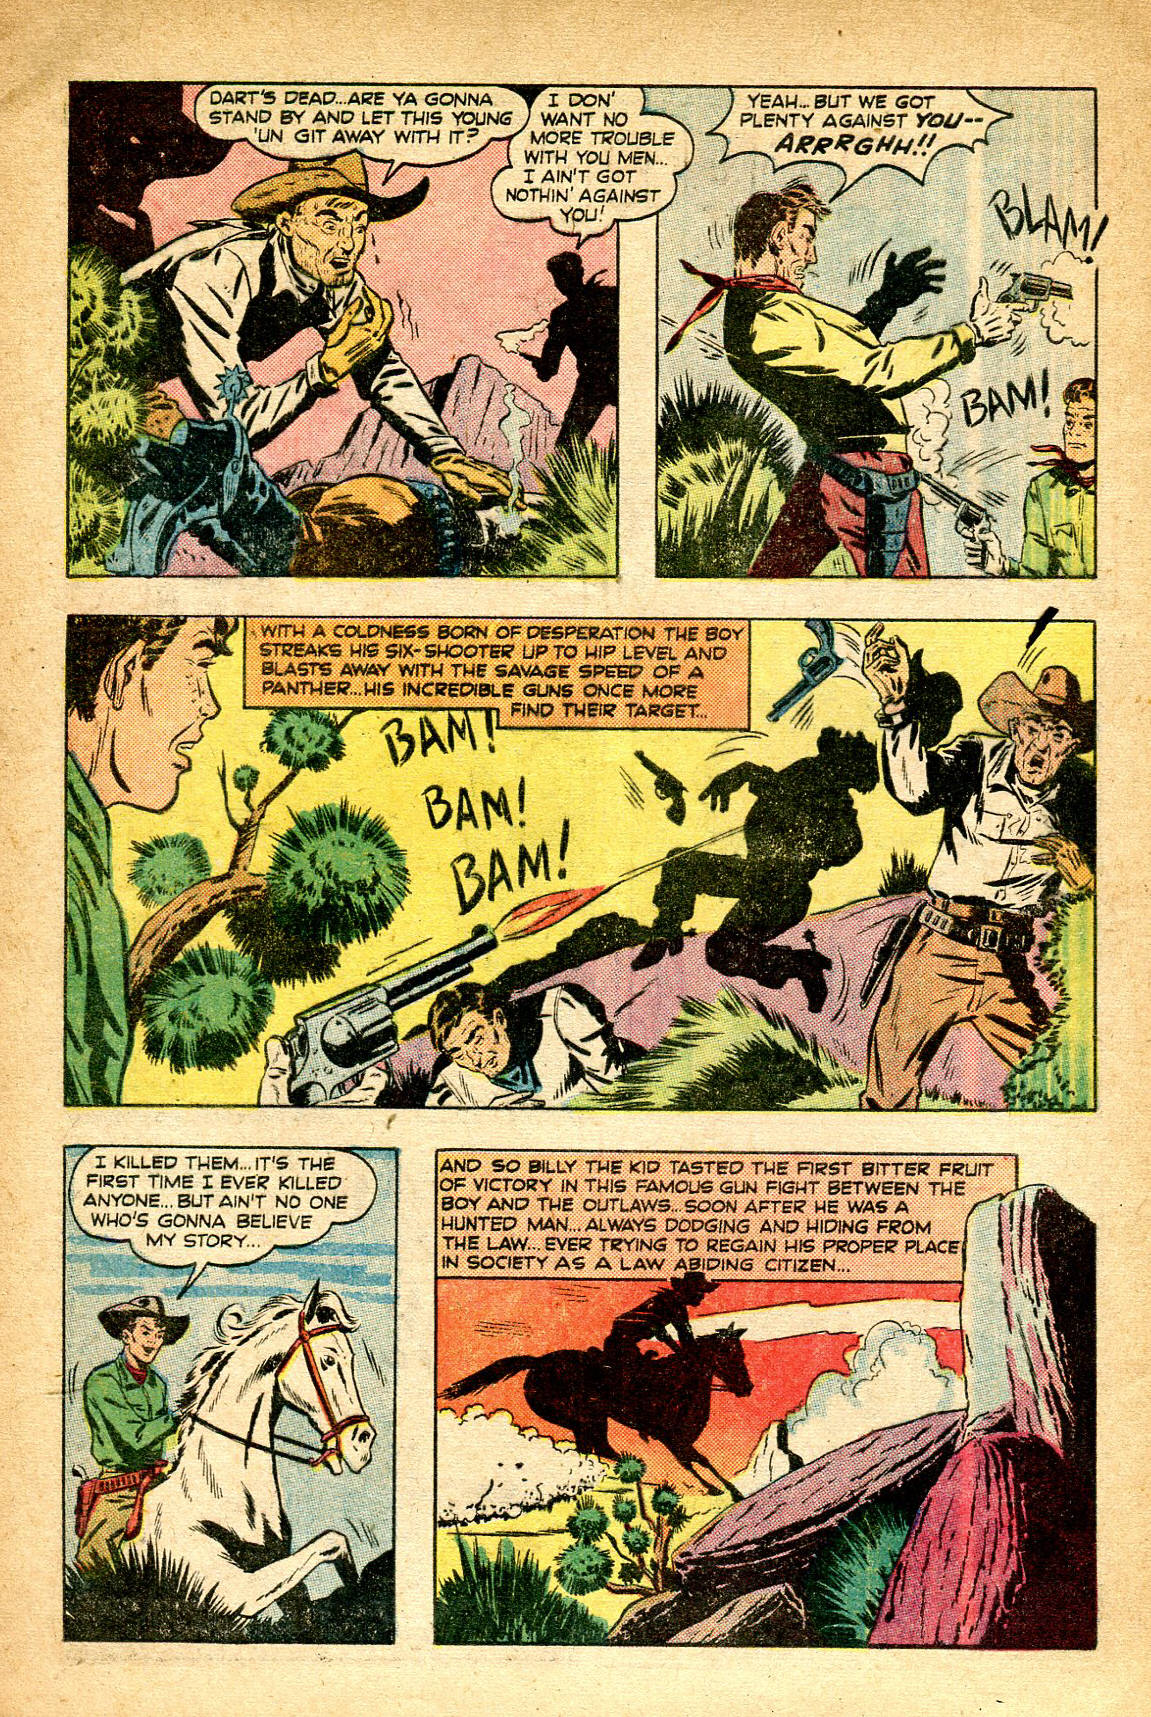 DART'S DEAD...ARE YA GONNA
STAND BY AND LET THIS YOUNG
'UN GIT AWAY WITH IT?
I DON'
WANT NO
MORE TROUBLE
WITH YOU MEN...
I AIN'T GOT
NOTHIN' AGAINST
YOU!
YEAH... BUT WE GOT
PLENTY AGAINST YOU--
ARRRGHH!!
BLAM!
BAM!
WITH A COLDNESS BORN OF DESPERATION THE BOY
STREAKS HIS SIX-SHOOTER UP TO HIP LEVEL AND
BLASTS AWAY WITH THE SAVAGE SPEED OF A
PANTHER...HIS INCREDIBLE GUNS ONCE MORE
FIND THEIR TARGET...
BAM!
BAM!
BAM!
I KILLED THEM...IT'S THE
FIRST TIME I EVER KILLED
ANYONE...BUT AIN'T NO ONE
WHO'S GONNA BELIEVE
MY STORY...
AND SO BILLY THE KID TASTED THE FIRST BITTER FRUIT
OF VICTORY IN THIS FAMOUS GUN FIGHT BETWEEN THE
BOY AND THE OUTLAWS...SOON AFTER HE WAS A
HUNTED MAN...ALWAYS DODGING AND HIDING FROM
THE LAW...EVER TRYING TO REGAIN HIS PROPER PLACE
IN SOCIETY AS A LAW ABIDING CITIZEN...